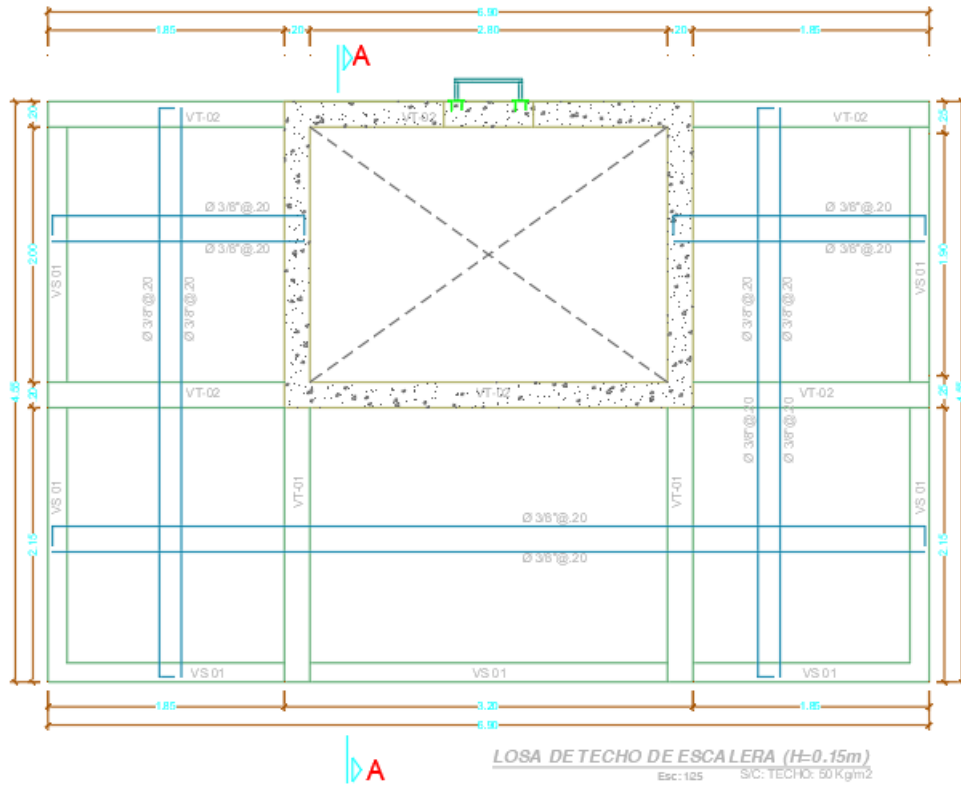 6.90
1.85
.20
2.80
.20
1.85
A
.20
VT-02
VT-02
VT-02
.25
Ø 3/8"@.20
Ø 3/8"@.20
Ø 3/8"@.20
Ø 3/8"@.20
2.00
VS 01
Ø 3/8"@.20
Ø 3/8"@.20
Ø 3/8"@.20
Ø 3/8"@.20
VS 01
1.90
4.55
.20
VT-02
VT-02
VT-02
.25
Ø 3/8"@.20
Ø 3/8"@.20
VS 01
VT-01
VT-01
VS 01
Ø 3/8"@.20
Ø 3/8"@.20
2.15
2.15
VS 01
VS 01
VS 01
1.85
3.20
1.85
6.90
A
LOSA DE TECHO DE ESCALERA (H=0.15m)
Esc: 1:25
S/C: TECHO: 50 Kg/m2